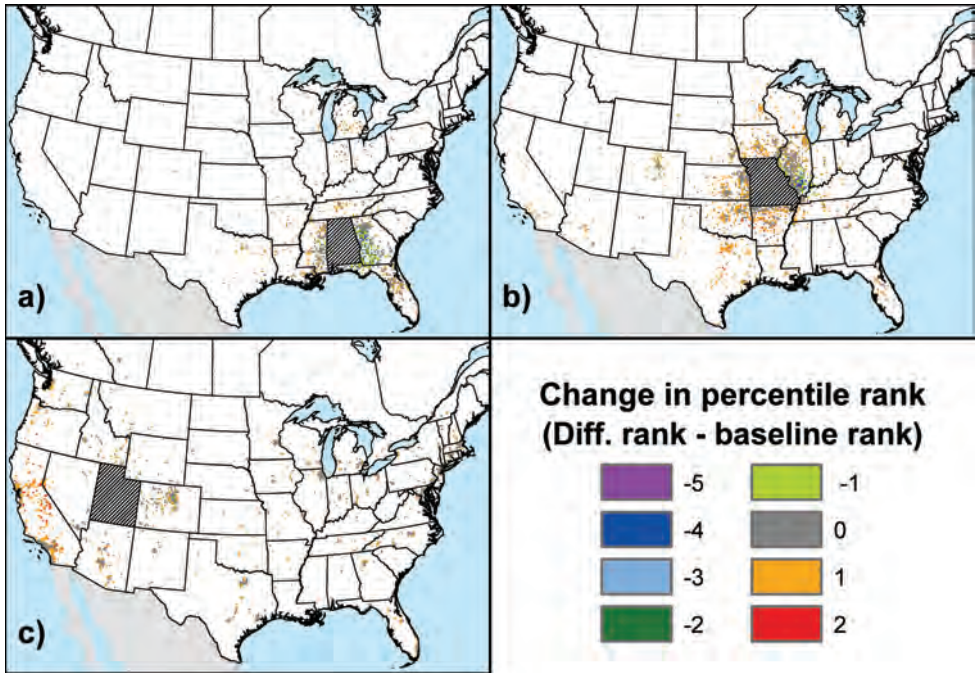 a)
b)
c)
Change in percentile rank
(Diff. rank - baseline rank)
-5
-1
-4
0
-3
1
-2
2